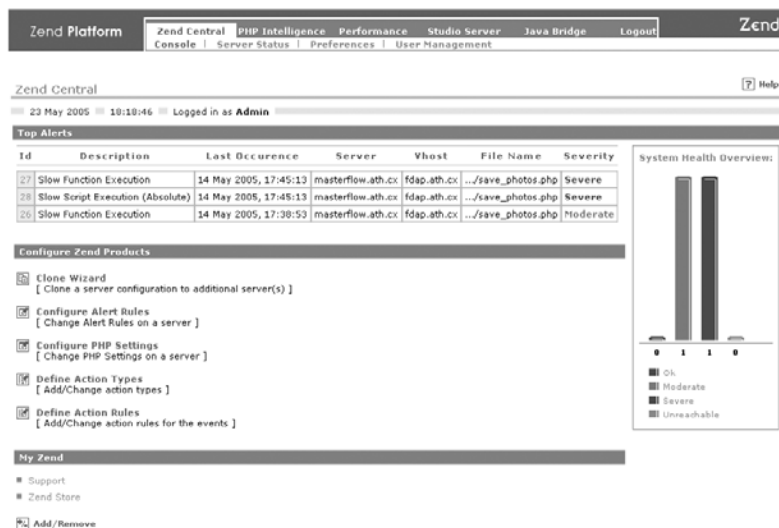 Zend Platform
Zend Central PHP Intelligence Performance Studio Server Java Bridge Logout
Zend
Console | Server Status | Preferences | User Management
Zend Central
? Help
23 May 2005 18:18:46 Logged in as Admin
Top Alerts
Id Description Last Occurence Server Vhost File Name Severity
27 Slow Function Execution 14 May 2005, 17:45:13 masterflow.ath.cx fdap.ath.cx .../save_photos.php Severe
28 Slow Script Execution (Absolute) 14 May 2005, 17:45:13 masterflow.ath.cx fdap.ath.cx .../save_photos.php Severe
26 Slow Function Execution 14 May 2005, 17:38:53 masterflow.ath.cx fdap.ath.cx .../save_photos.php Moderate
System Health Overview:
0 1 1 0
Ok
Moderate
Severe
Unreachable
Configure Zend Products
Clone Wizard
[ Clone a server configuration to additional server(s) ]
Configure Alert Rules
[ Change Alert Rules on a server ]
Configure PHP Settings
[ Change PHP Settings on a server ]
Define Action Types
[ Add/Change action types ]
Define Action Rules
[ Add/Change action rules for the events ]
My Zend
Support
Zend Store
Add/Remove